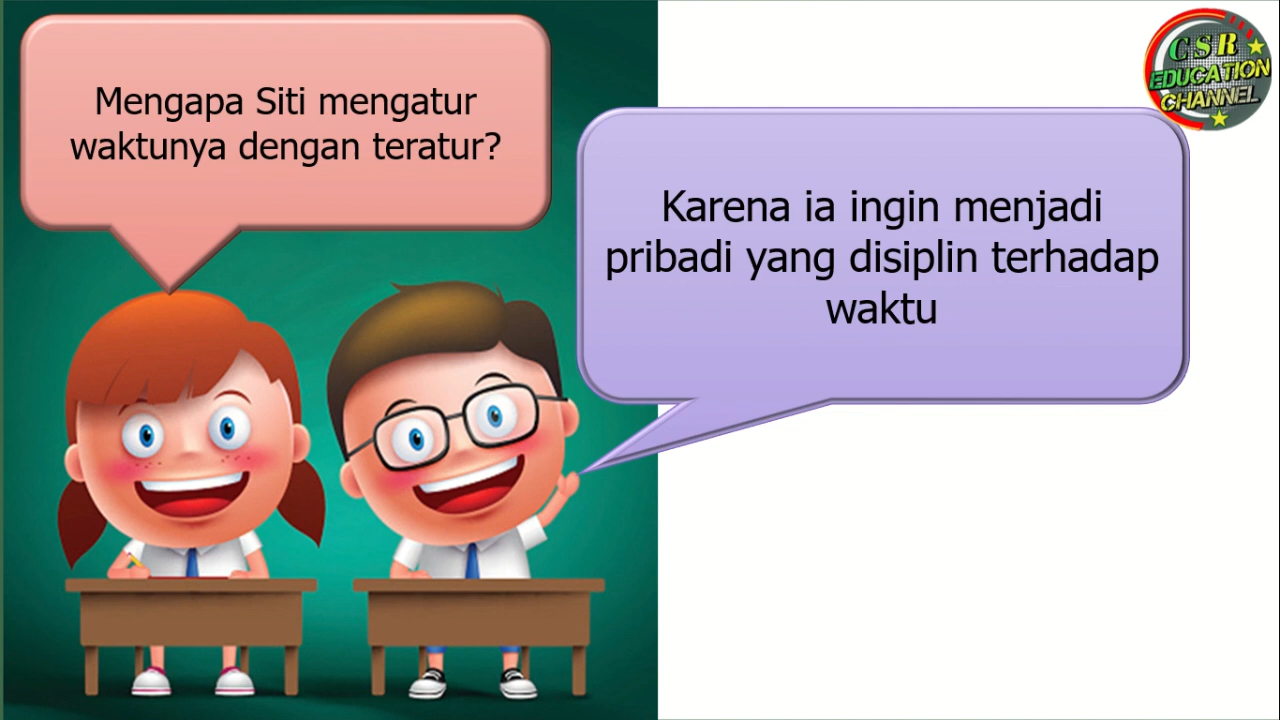 Mengapa Siti mengatur
waktunya dengan teratur?
Karena ia ingin menjadi
pribadi yang disiplin terhadap
waktu
CSR
EDUCATION
CHANNEL